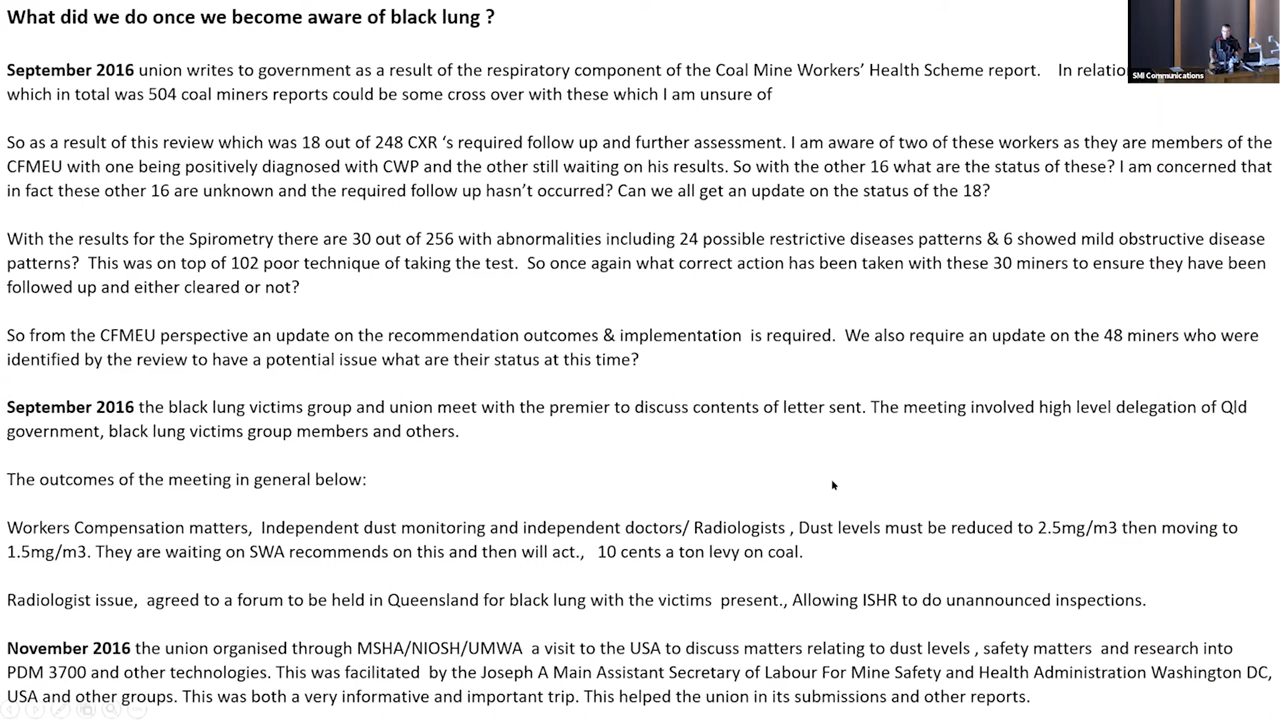 What did we do once we become aware of black lung ?
September 2016 union writes to government as a result of the respiratory component of the Coal Mine Workers' Health Scheme report. In relatio
which in total was 504 coal miners reports could be some cross over with these which I am unsure of
So as a result of this review which was 18 out of 248 CXR 's required follow up and further assessment. I am aware of two of these workers as they are members of the
CFMEU with one being positively diagnosed with CWP and the other still waiting on his results. So with the other 16 what are the status of these? I am concerned that
in fact these other 16 are unknown and the required follow up hasn't occurred? Can we all get an update on the status of the 18?
With the results for the Spirometry there are 30 out of 256 with abnormalities including 24 possible restrictive diseases patterns & 6 showed mild obstructive disease
patterns? This was on top of 102 poor technique of taking the test. So once again what correct action has been taken with these 30 miners to ensure they have been
followed up and either cleared or not?
So from the CFMEU perspective an update on the recommendation outcomes & implementation is required. We also require an update on the 48 miners who were
identified by the review to have a potential issue what are their status at this time?
September 2016 the black lung victims group and union meet with the premier to discuss contents of letter sent. The meeting involved high level delegation of Qld
government, black lung victims group members and others.
The outcomes of the meeting in general below:
Workers Compensation matters, Independent dust monitoring and independent doctors/ Radiologists , Dust levels must be reduced to 2.5mg/m3 then moving to
1.5mg/m3. They are waiting on SWA recommends on this and then will act., 10 cents a ton levy on coal.
Radiologist issue, agreed to a forum to be held in Queensland for black lung with the victims present., Allowing ISHR to do unannounced inspections.
November 2016 the union organised through MSHA/NIOSH/UMWA a visit to the USA to discuss matters relating to dust levels , safety matters and research into
PDM 3700 and other technologies. This was facilitated by the Joseph A Main Assistant Secretary of Labour For Mine Safety and Health Administration Washington DC,
USA and other groups. This was both a very informative and important trip. This helped the union in its submissions and other reports.
SMI Communications